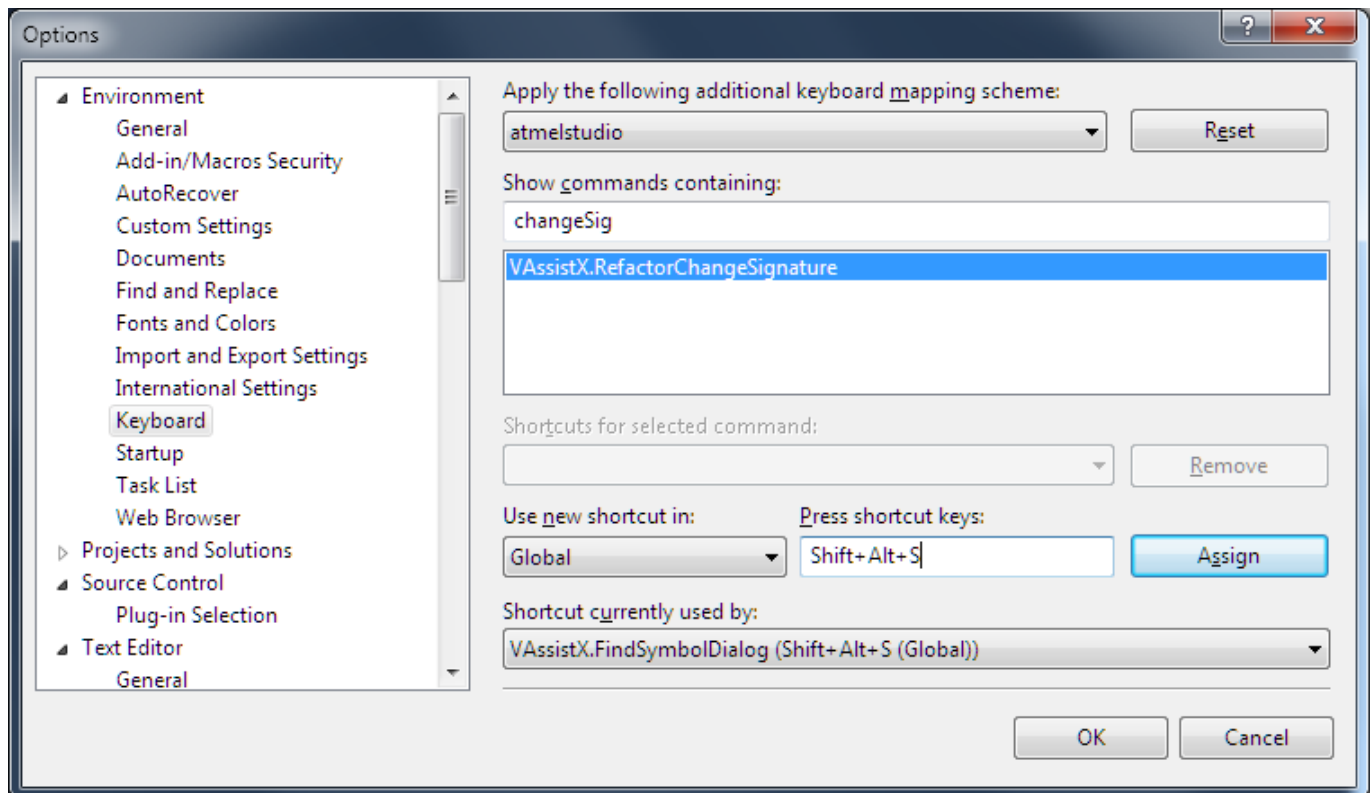 Options
Environment
General
Add-in/Macros Security
AutoRecover
Custom Settings
Documents
Find and Replace
Fonts and Colors
Import and Export Settings
International Settings
Keyboard
Startup
Task List
Web Browser
Projects and Solutions
Source Control
Plug-in Selection
Text Editor
General
Apply the following additional keyboard mapping scheme:
atmelstudio
Reset
Show commands containing:
changeSig
VAssistX.RefactorChangeSignature
Shortcuts for selected command:
Remove
Use new shortcut in: Press shortcut keys:
Global Shift+Alt+S Assign
Shortcut currently used by:
VAssistX.FindSymbolDialog (Shift+Alt+S (Global))
OK Cancel